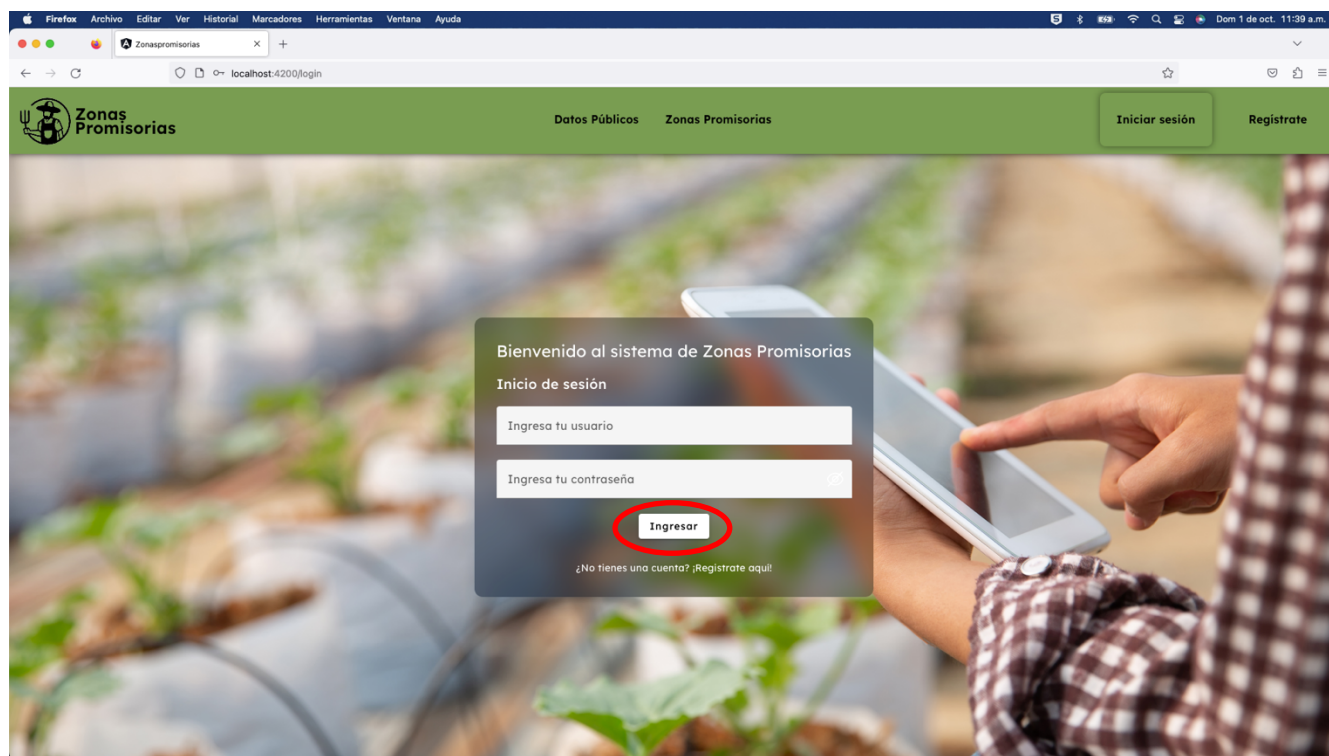 Firefox Archivo Editar Ver Historial Marcadores Herramientas Ventana Ayuda
Dom 1 de oct. 11:39 a.m.
Zonaspromisorias
localhost:4200/login
Zonas
Promisorias
Datos Públicos
Zonas Promisorias
Iniciar sesión
Registrate
Bienvenido al sistema de Zonas Promisorias
Inicio de sesión
Ingresa tu usuario
Ingresa tu contraseña
Ingresar
¿No tienes una cuenta? ¡Registrate aquí!